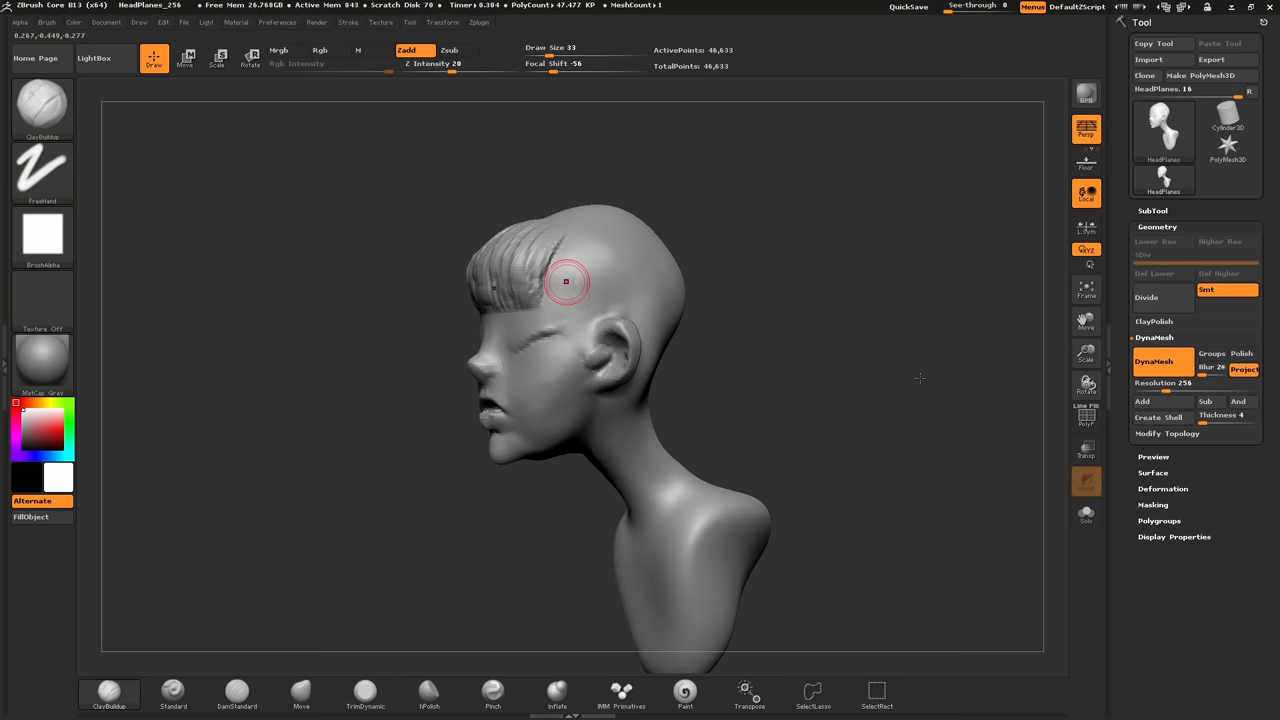 ZBrush Core B13 (x64) HeadPlanes_256 • Free Mem 26.768GB • Active Mem 843 • Scratch Disk 70 • Timer▸0.304 • PolyCount▸47.477 KP • MeshCount▸1
QuickSave See-through 0 Menus DefaultZScript
Alpha Brush Color Document Draw Edit File Light Material Preferences Render Stroke Texture Tool Transform Zplugin
Tool
0.267,-0.449,-0.277
Home Page LightBox Draw Move Scale Rotate
Mrgb Rgb M Zadd Zsub
Rgb Intensity Z Intensity 20
Draw Size 33
Focal Shift -56
ActivePoints: 46,633
TotalPoints: 46,633
ClayBuildup
FreeHand
BrushAlpha
Texture Off
MatCap Gray
Alternate
FillObject
BPR
Persp
Floor
Local
L.Sym
XYZ
Frame
Move
Scale
Rotate
Line Fill
PolyF
Transp
Solo
Copy Tool Paste Tool
Import Export
Clone Make PolyMesh3D
HeadPlanes. 16 R
HeadPlanes Cylinder3D
PolyMesh3D
HeadPlanes
SubTool
Geometry
Lower Res Higher Res
SDiv
Del Lower Del Higher
Divide Smt
ClayPolish
DynaMesh
DynaMesh Groups Polish
Blur 2 Project
Resolution 256
Add Sub And
Create Shell Thickness 4
Modify Topology
Preview
Surface
Deformation
Masking
Polygroups
Display Properties
ClayBuildup Standard DamStandard Move TrimDynamic hPolish Pinch Inflate IMM Primitives Paint Transpose SelectLasso SelectRect